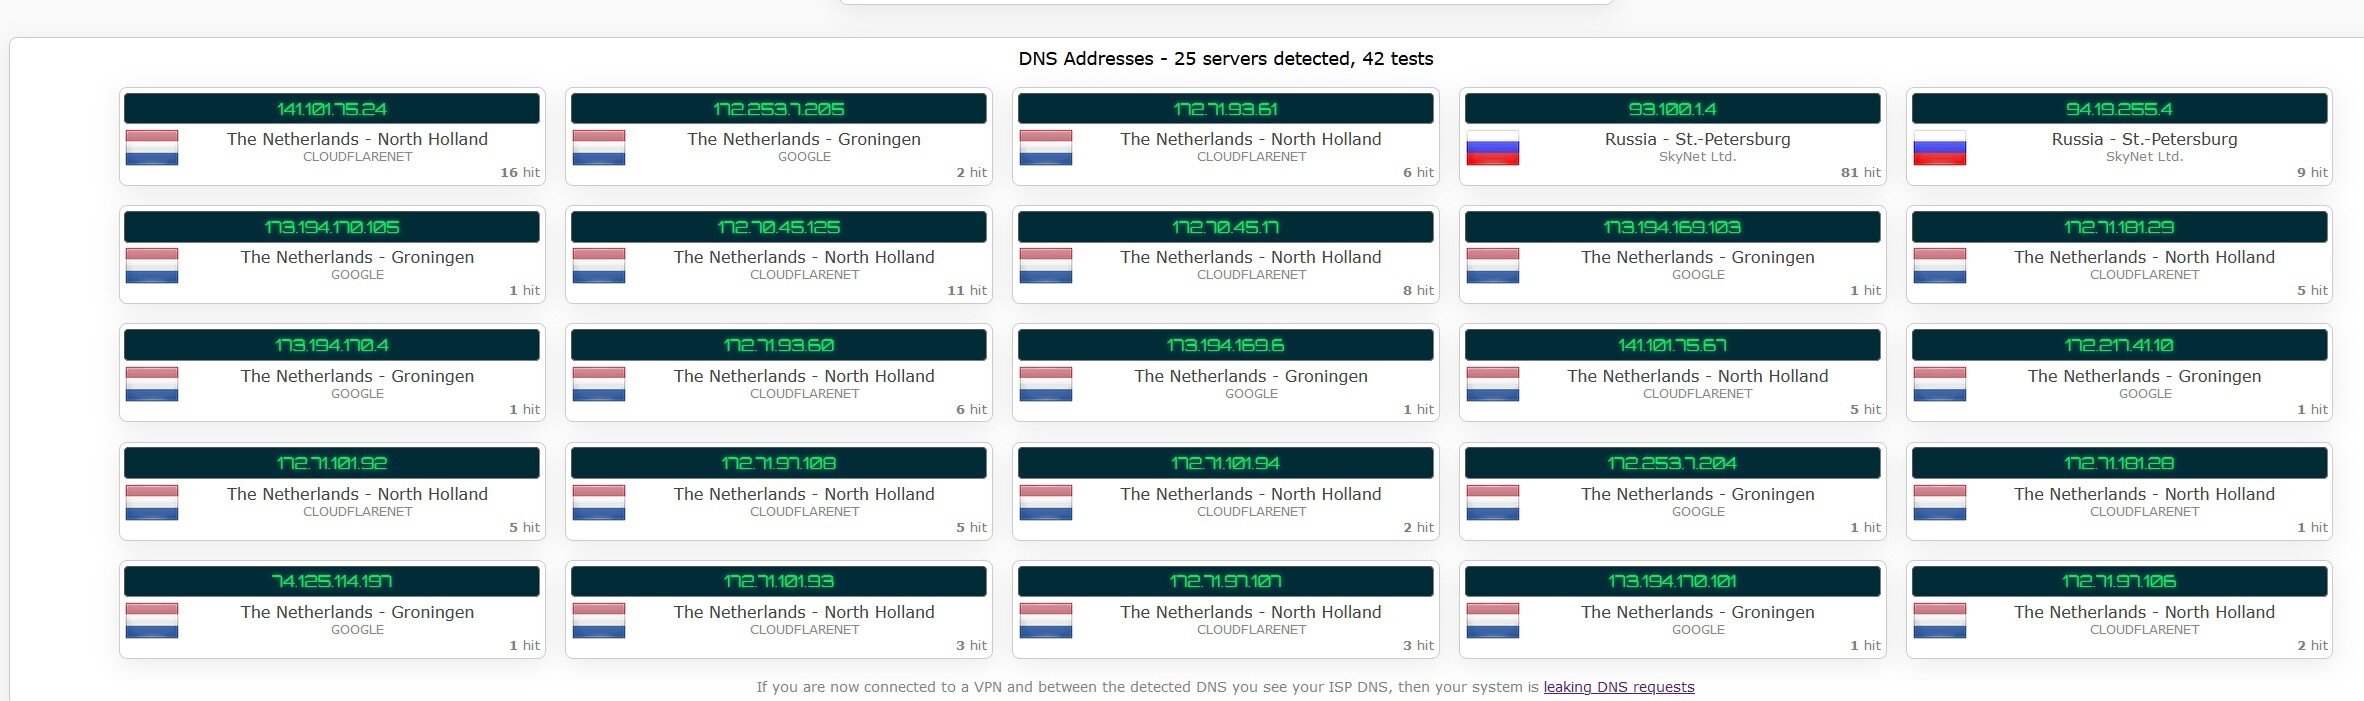 DNS Addresses - 25 servers detected, 42 tests
141.101.75.24
The Netherlands - North Holland
CLOUDFLARENET
16 hit
172.253.7.205
The Netherlands - Groningen
GOOGLE
2 hit
172.71.93.61
The Netherlands - North Holland
CLOUDFLARENET
6 hit
93.100.1.4
Russia - St.-Petersburg
SkyNet Ltd.
81 hit
94.19.255.4
Russia - St.-Petersburg
SkyNet Ltd.
9 hit
173.194.170.105
The Netherlands - Groningen
GOOGLE
1 hit
172.70.45.125
The Netherlands - North Holland
CLOUDFLARENET
11 hit
172.70.45.17
The Netherlands - North Holland
CLOUDFLARENET
8 hit
173.194.169.103
The Netherlands - Groningen
GOOGLE
1 hit
172.71.181.29
The Netherlands - North Holland
CLOUDFLARENET
5 hit
173.194.170.4
The Netherlands - Groningen
GOOGLE
1 hit
172.71.93.60
The Netherlands - North Holland
CLOUDFLARENET
6 hit
173.194.169.6
The Netherlands - Groningen
GOOGLE
1 hit
141.101.75.67
The Netherlands - North Holland
CLOUDFLARENET
5 hit
172.217.41.10
The Netherlands - Groningen
GOOGLE
1 hit
172.71.101.92
The Netherlands - North Holland
CLOUDFLARENET
5 hit
172.71.97.108
The Netherlands - North Holland
CLOUDFLARENET
5 hit
172.71.101.94
The Netherlands - North Holland
CLOUDFLARENET
2 hit
172.253.7.204
The Netherlands - Groningen
GOOGLE
1 hit
172.71.181.28
The Netherlands - North Holland
CLOUDFLARENET
1 hit
74.125.114.197
The Netherlands - Groningen
GOOGLE
1 hit
172.71.101.93
The Netherlands - North Holland
CLOUDFLARENET
3 hit
172.71.97.107
The Netherlands - North Holland
CLOUDFLARENET
3 hit
173.194.170.101
The Netherlands - Groningen
GOOGLE
1 hit
172.71.97.106
The Netherlands - North Holland
CLOUDFLARENET
2 hit
If you are now connected to a VPN and between the detected DNS you see your ISP DNS, then your system is leaking DNS requests